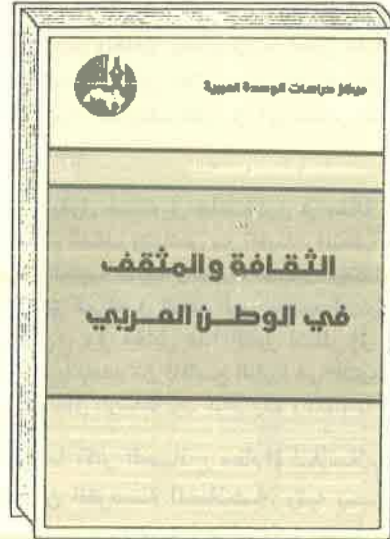 مركز دراسات الوحدة العربية
الثقافة والمثقف
في الوطن العربي